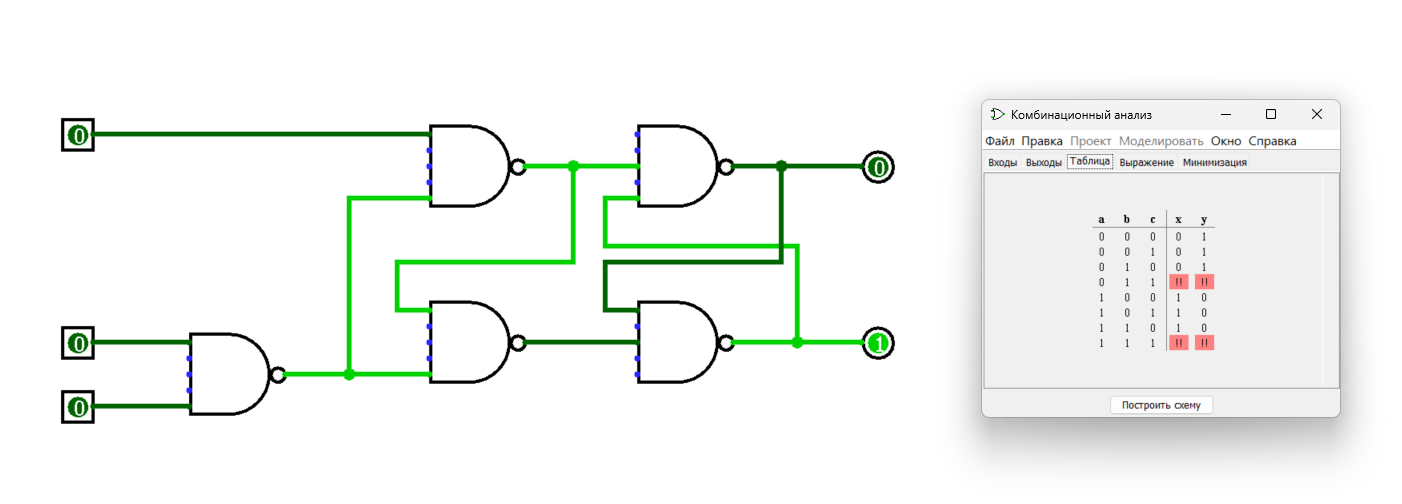 0
0
0
0
1
Комбинационный анализ
Файл Правка Проект Моделировать Окно Справка
Входы Выходы Таблица Выражение Минимизация
a b c x y
0 0 0 0 1
0 0 1 0 1
0 1 0 0 1
0 1 1 !! !!
1 0 0 1 0
1 0 1 1 0
1 1 0 1 0
1 1 1 !! !!
Построить схему